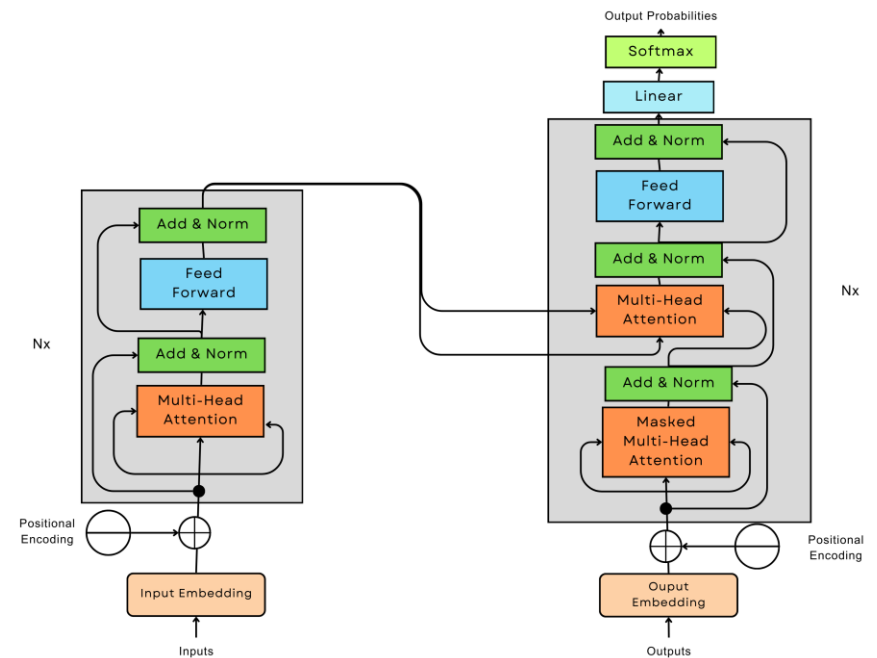 Output Probabilities
Softmax
Linear
Add & Norm
Feed
Forward
Add & Norm
Multi-Head
Attention
Nx
Add & Norm
Masked
Multi-Head
Attention
Positional
Encoding
Ouput
Embedding
Outputs
Add & Norm
Feed
Forward
Nx
Add & Norm
Multi-Head
Attention
Positional
Encoding
Input Embedding
Inputs